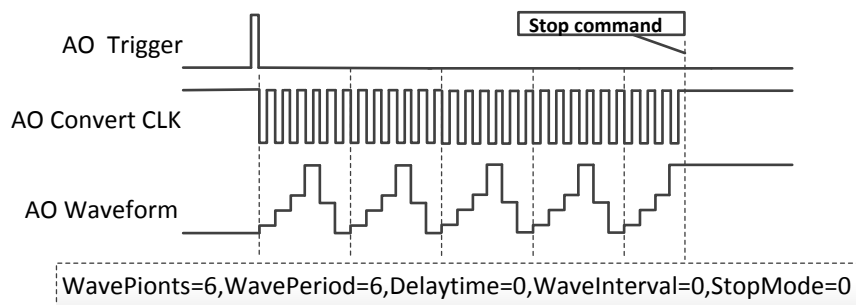 Stop command
AO Trigger
AO Convert CLK
AO Waveform
WavePionts=6,WavePeriod=6,Delaytime=0,WaveInterval=0,StopMode=0